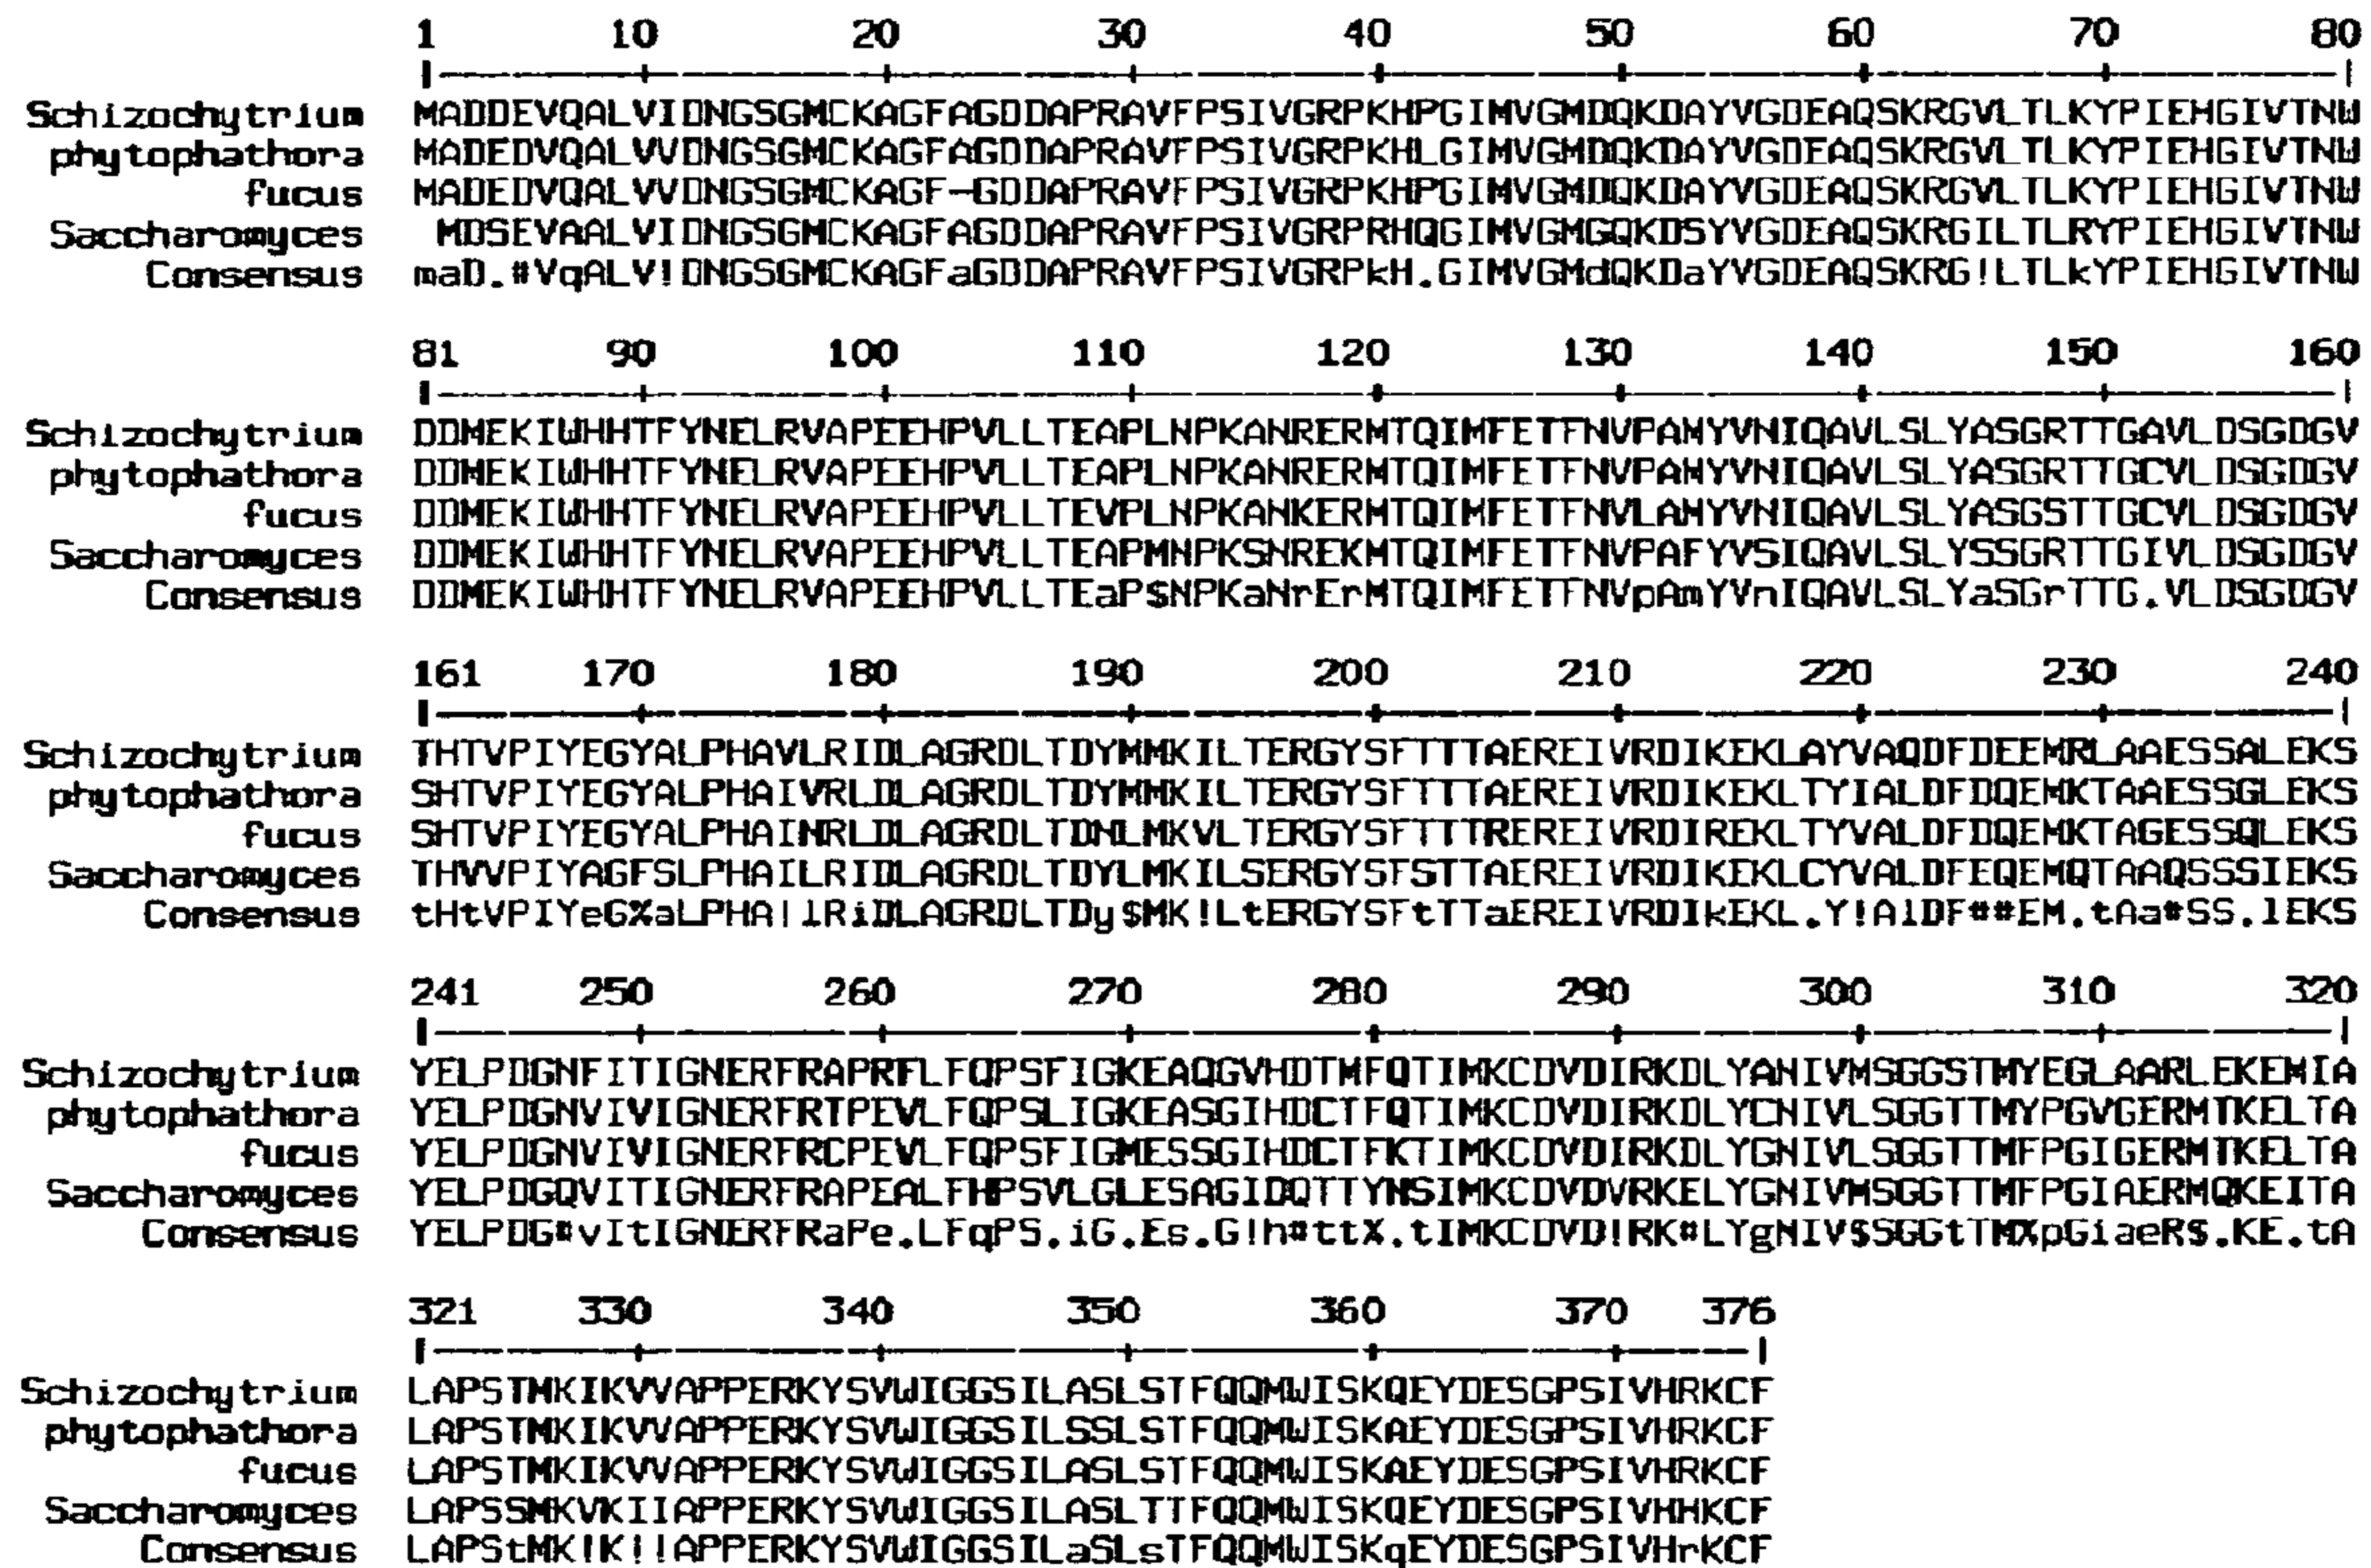 1 10 20 30 40 50 60 70 80
Schizochytrium MADDEVQALVIDNGSGMCKAGFAGDDAPRAVFPSIVGRPKHPGIMVGMDQKDAYVGDEAQSKRGVLTLKYPIEHGIVTNW
phytophathora MADEDVQALVVDNGSGMCKAGFAGDDAPRAVFPSIVGRPKHLGIMVGMDQKDAYVGDEAQSKRGVLTLKYPIEHGIVTNW
fucus MADEDVQALVVDNGSGMCKAGF-GDDAPRAVFPSIVGRPKHPGIMVGMDQKDAYVGDEAQSKRGVLTLKYPIEHGIVTNW
Saccharomyces MDSEVAALVIDNGSGMCKAGFAGDDAPRAVFPSIVGRPRHQGIMVGMGQKDSYVGDEAQSKRGILTLRYPIEHGIVTNW
Consensus maD.#VqALV!DNGSGMCKAGFaGDDAPRAVFPSIVGRPkH.GIMVGMdQKDaYVGDEAQSKRG!LTLkYPIEHGIVTNW
81 90 100 110 120 130 140 150 160
Schizochytrium DDMEKIWHHTFYNELRVAPEEHPVLLTEAPLNPKANRERMTQIMFETFNVPAMYVNIQAVLSLYASGRTTGAVLDSGDGV
phytophathora DDMEKIWHHTFYNELRVAPEEHPVLLTEAPLNPKANRERMTQIMFETFNVPAMYVNIQAVLSLYASGRTTGCVLDSGDGV
fucus DDMEKIWHHTFYNELRVAPEEHPVLLTEVPLNPKANKERMTQIMFETFNVLAMYVNIQAVLSLYASGSTTGCVLDSGDGV
Saccharomyces DDMEKIWHHTFYNELRVAPEEHPVLLTEAPMNPKSNREKMTQIMFETFNVPAFYVSIQAVLSLYSSGRTTGIVLDSGDGV
Consensus DDMEKIWHHTFYNELRVAPEEHPVLLTEaP$NPKaNrErMTQIMFETFNVpAmYVnIQAVLSLYaSGrTTG.VLDSGDGV
161 170 180 190 200 210 220 230 240
Schizochytrium THTVPIYEGYALPHAVLRIDLAGRDLTDYMMKILTERGYSFTTTAEREIVRDIKEKLAYVAQDFDEEMRLAAESSALEKS
phytophathora SHTVPIYEGYALPHAIVRLDLAGRDLTDYMMKILTERGYSFTTTAEREIVRDIKEKLTYIALDFDQEMKTAAESSGLEKS
fucus SHTVPIYEGYALPHAINRLDLAGRDLTDNLMKVLTERGYSFTTTREREIVRDIREKLTYVALDFDQEMKTAGESSQLEKS
Saccharomyces THVVPIYAGFSLPHAILRIDLAGRDLTDYLMKILSERGYSFSTTAEREIVRDIKEKLCYVALDFEQEMQTAAQSSSIEKS
Consensus tHtVPIYeG%aLPHA!lRiDLAGRDLTDy$MK!LtERGYSFtTTaEREIVRDIkEKL.Y!AlDF##EM.tAa#SS.lEKS
241 250 260 270 280 290 300 310 320
Schizochytrium YELPDGNFITIGNERFRAPRFLFQPSFIGKEAQGVHDTMFQTIMKCDVDIRKDLYANIVMSGGSTMYEGLAARLEKEMIA
phytophathora YELPDGNVIVIGNERFRTPEVLFQPSLIGKEASGIHDCTFQTIMKCDVDIRKDLYCNIVLSGGTTMYPGVGERMTKELTA
fucus YELPDGNVIVIGNERFRCPEVLFQPSFIGMESSGIHDCTFKTIMKCDVDIRKDLYGNIVLSGGTTMFPGIGERMTKELTA
Saccharomyces YELPDGQVITIGNERFRAPEALFHPSVLGLESAGIDQTTYNSIMKCDVDVRKELYGNIVMSGGTTMFPGIAERMQKEITA
Consensus YELPDG#vItIGNERFRaPe.LFqPS.iG.Es.G!h#ttX.tIMKCDVD!RK#LYgNIV$SGGtTM%pGiaeR$.KE.tA
321 330 340 350 360 370 376
Schizochytrium LAPSTMKIKVVAPPERKYSVWIGGSILASLSTFQQMWISKQEYDESGPSIVHRKCF
phytophathora LAPSTMKIKVVAPPERKYSVWIGGSILSSLSTFQQMWISKAEYDESGPSIVHRKCF
fucus LAPSTMKIKVVAPPERKYSVWIGGSILASLSTFQQMWISKAEYDESGPSIVHRKCF
Saccharomyces LAPSSMKVKIIAPPERKYSVWIGGSILASLTTFQQMWISKQEYDESGPSIVHHKCF
Consensus LAPStMK!K!!APPERKYSVWIGGSILaSLsTFQQMWISKqEYDESGPSIVHrKCF